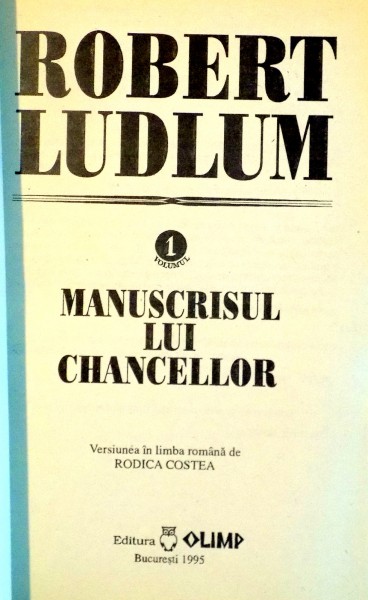 ROBERT
LUDLUM
1
VOLUMUL
MANUSCRISUL
LUI
CHANCELLOR
Versiunea în limba română de
RODICA COSTEA
Editura OLIMP
Bucureşti 1995